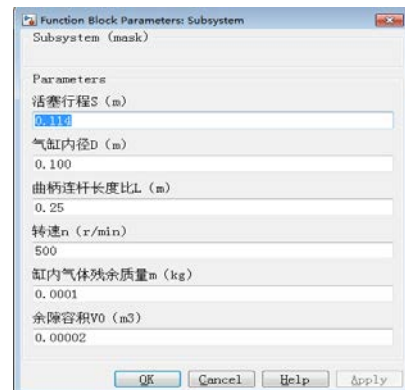 Function Block Parameters: Subsystem
Subsystem (mask)
Parameters
活塞行程S (m)
0.114
气缸内径D (m)
0.100
曲柄连杆长度比L (m)
0.25
转速n (r/min)
500
缸内气体残余质量m (kg)
0.0001
余隙容积V0 (m3)
0.00002
OK Cancel Help Apply